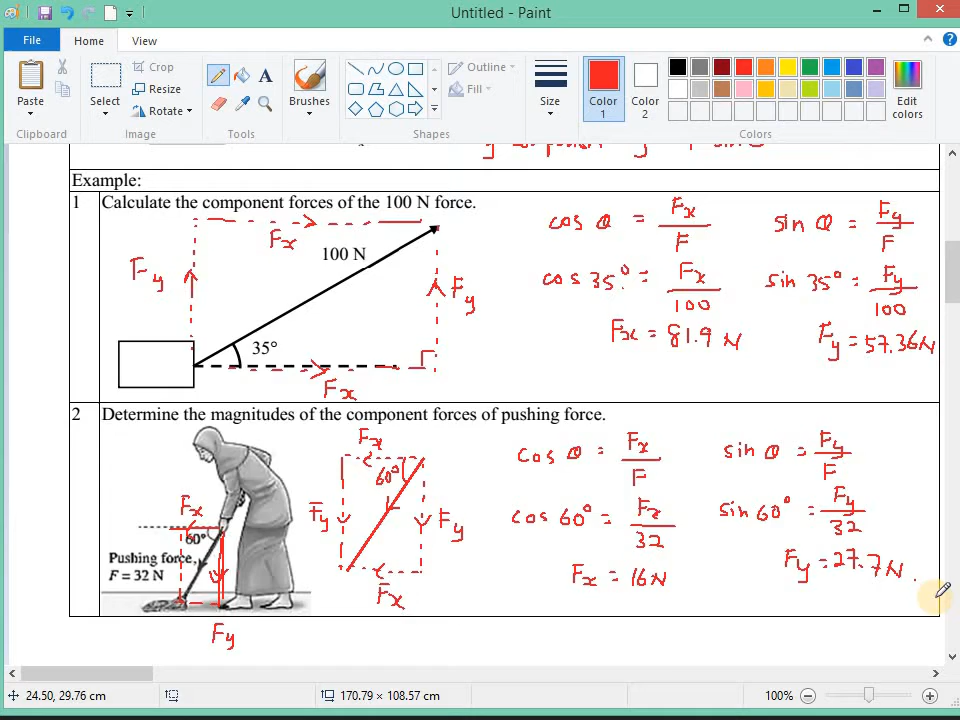 Untitled - Paint
File
Home
View
Paste
Clipboard
Select
Crop
Resize
Rotate
Image
Tools
Brushes
Shapes
Outline
Fill
Size
Color 1
Color 2
Edit colors
Colors
Example:
1 Calculate the component forces of the 100 N force.
Fx
100 N
Fy
Fy
35°
Fx
cos θ = Fx / F
cos 35° = Fx / 100
Fx = 81.9 N
sin θ = Fy / F
sin 35° = Fy / 100
Fy = 57.36 N
2 Determine the magnitudes of the component forces of pushing force.
Fx
60°
Pushing force,
F = 32 N
Fy
Fx
60°
Fy
Fy
Fx
cos θ = Fx / F
cos 60° = Fx / 32
Fx = 16 N
sin θ = Fy / F
sin 60° = Fy / 32
Fy = 27.7 N.
24.50, 29.76 cm
170.79 × 108.57 cm
100%